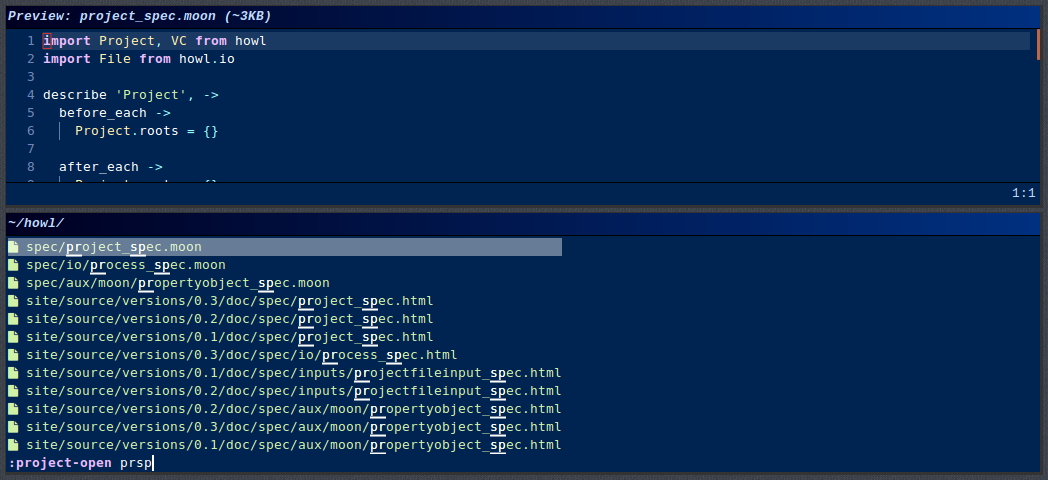 Preview: project_spec.moon (~3KB)
1 import Project, VC from howl
2 import File from howl.io
3
4 describe 'Project', ->
5 before_each ->
6 Project.roots = {}
7
8 after_each ->
1:1
~/howl/
spec/project_spec.moon
spec/io/process_spec.moon
spec/aux/moon/propertyobject_spec.moon
site/source/versions/0.3/doc/spec/project_spec.html
site/source/versions/0.2/doc/spec/project_spec.html
site/source/versions/0.1/doc/spec/project_spec.html
site/source/versions/0.3/doc/spec/io/process_spec.html
site/source/versions/0.1/doc/spec/inputs/projectfileinput_spec.html
site/source/versions/0.2/doc/spec/inputs/projectfileinput_spec.html
site/source/versions/0.2/doc/spec/aux/moon/propertyobject_spec.html
site/source/versions/0.3/doc/spec/aux/moon/propertyobject_spec.html
site/source/versions/0.1/doc/spec/aux/moon/propertyobject_spec.html
:project-open prsp